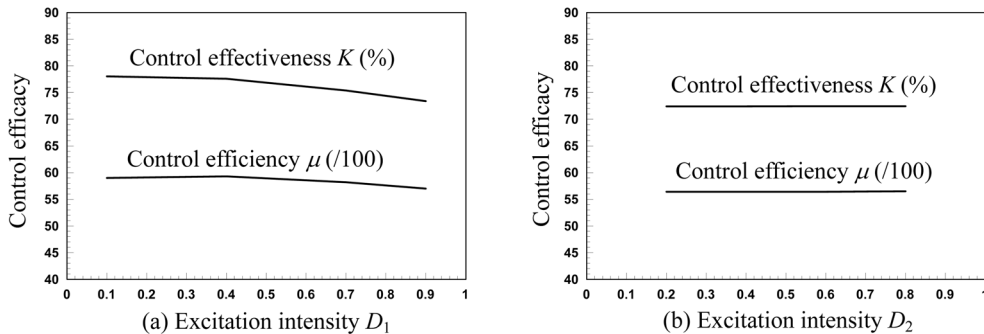 90
85
80
75
70
65
60
55
50
45
40
Control efficacy
Control effectiveness K (%)
Control efficiency μ (/100)
0 0.1 0.2 0.3 0.4 0.5 0.6 0.7 0.8 0.9 1
(a) Excitation intensity D1
90
85
80
75
70
65
60
55
50
45
40
Control efficacy
Control effectiveness K (%)
Control efficiency μ (/100)
0 0.1 0.2 0.3 0.4 0.5 0.6 0.7 0.8 0.9 1
(b) Excitation intensity D2